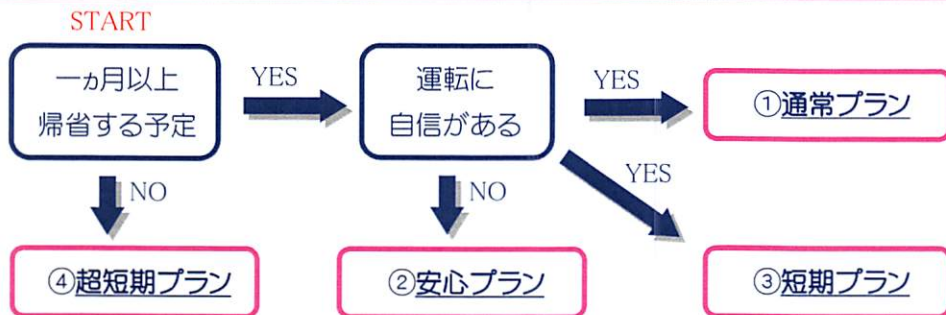 START
一ヵ月以上
帰省する予定
YES
運転に
自信がある
YES
①通常プラン
NO
NO
YES
④超短期プラン
②安心プラン
③短期プラン